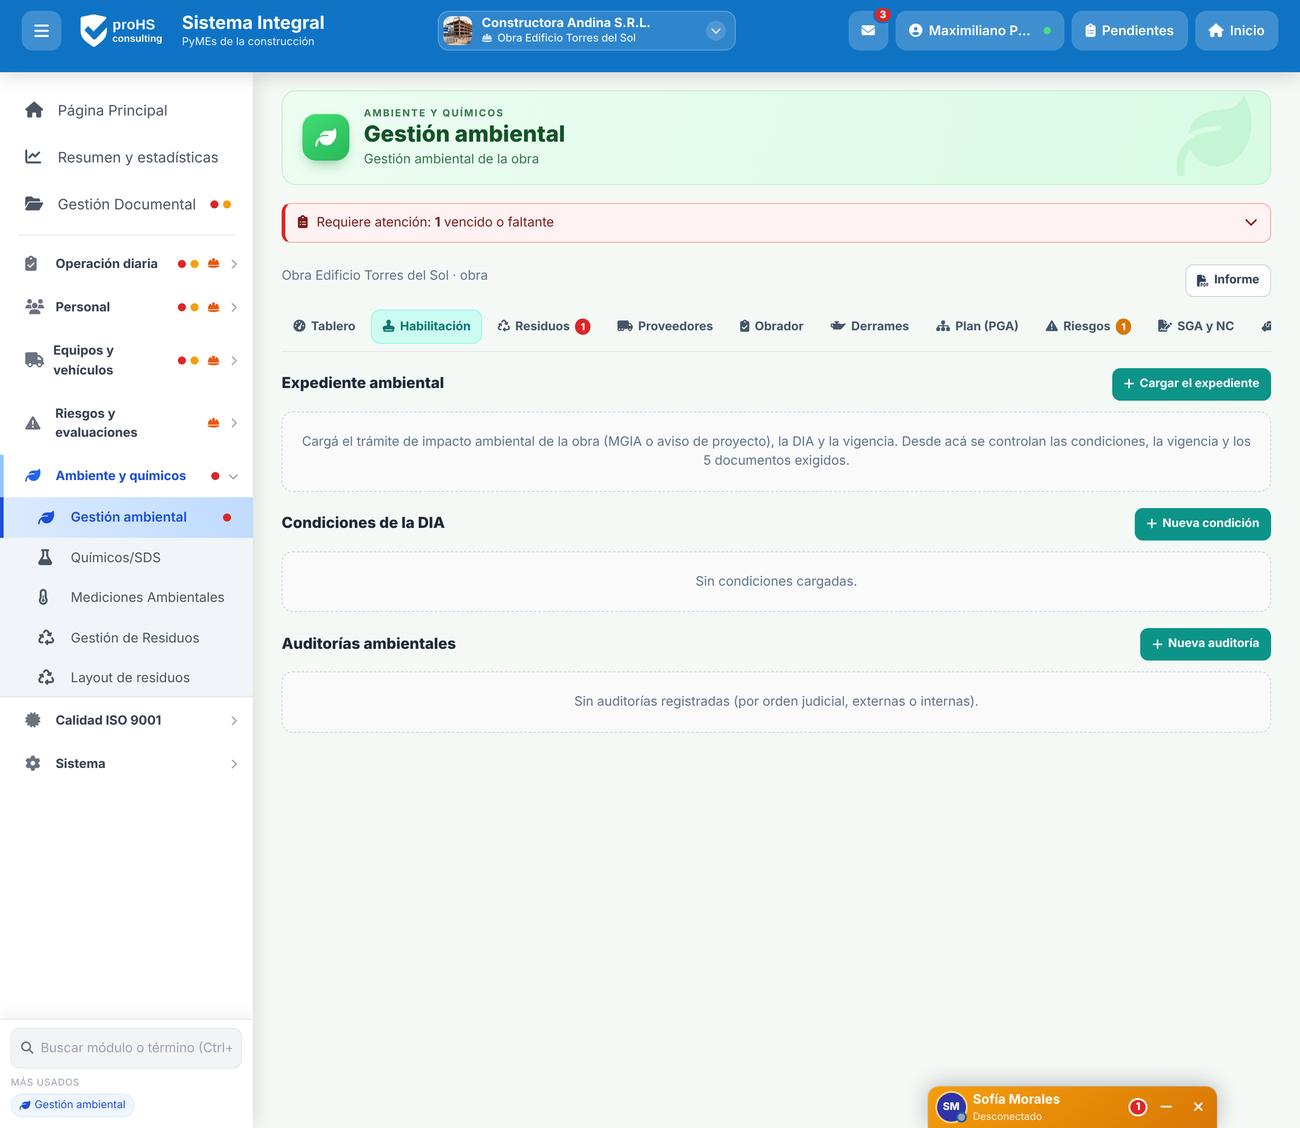 proHS
consulting
Sistema Integral
PyMEs de la construcción
Constructora Andina S.R.L.
Obra Edificio Torres del Sol
3
Maximiliano P...
Pendientes
Inicio
Página Principal
Resumen y estadísticas
Gestión Documental
Operación diaria
Personal
Equipos y
vehículos
Riesgos y
evaluaciones
Ambiente y químicos
Gestión ambiental
Químicos/SDS
Mediciones Ambientales
Gestión de Residuos
Layout de residuos
Calidad ISO 9001
Sistema
Buscar módulo o término (Ctrl+
MÁS USADOS
Gestión ambiental
AMBIENTE Y QUÍMICOS
Gestión ambiental
Gestión ambiental de la obra
Requiere atención: 1 vencido o faltante
Obra Edificio Torres del Sol · obra
Informe
Tablero
Habilitación
Residuos 1
Proveedores
Obrador
Derrames
Plan (PGA)
Riesgos 1
SGA y NC
Expediente ambiental
+ Cargar el expediente
Cargá el trámite de impacto ambiental de la obra (MGIA o aviso de proyecto), la DIA y la vigencia. Desde acá se controlan las condiciones, la vigencia y los
5 documentos exigidos.
Condiciones de la DIA
+ Nueva condición
Sin condiciones cargadas.
Auditorías ambientales
+ Nueva auditoría
Sin auditorías registradas (por orden judicial, externas o internas).
SM
Sofía Morales
Desconectado
1